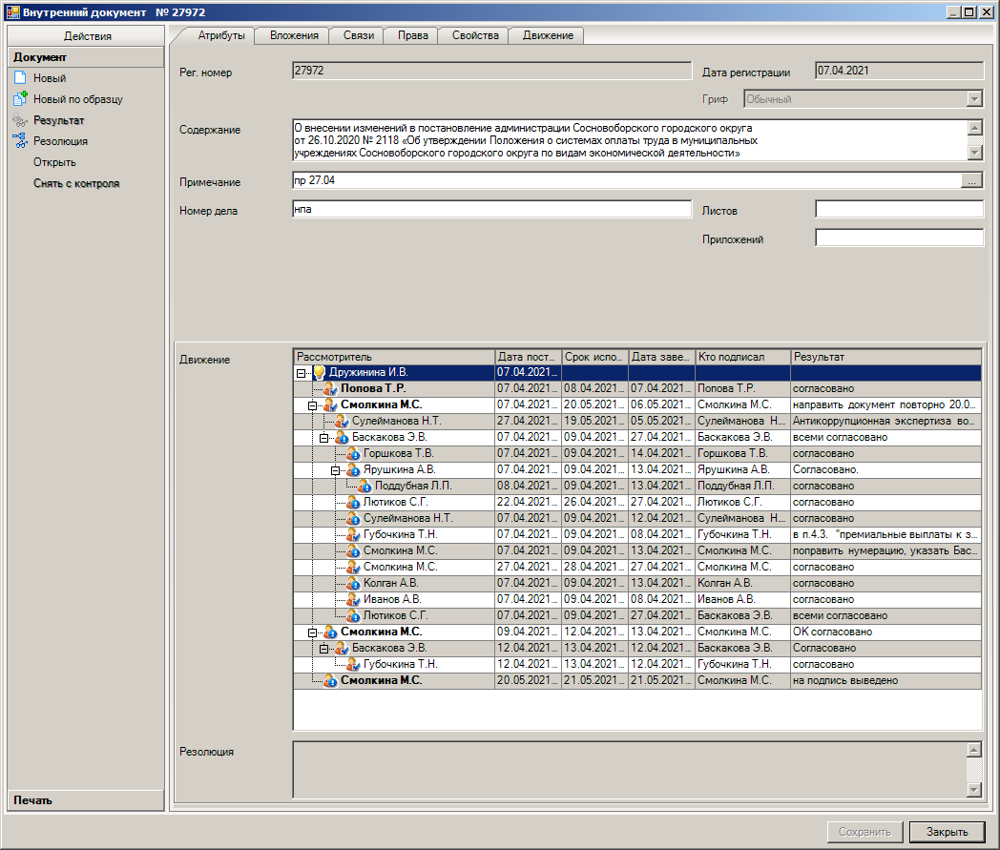 Внутренний документ № 27972
Действия
Документ
Новый
Новый по образцу
Результат
Резолюция
Открыть
Снять с контроля
Печать
Атрибуты Вложения Связи Права Свойства Движение
Рег. номер 27972 Дата регистрации 07.04.2021
Гриф Обычный
Содержание О внесении изменений в постановление администрации Сосновоборского городского округа
от 26.10.2020 № 2118 «Об утверждении Положения о системах оплаты труда в муниципальных
учреждениях Сосновоборского городского округа по видам экономической деятельности»
Примечание пр 27.04 ...
Номер дела нпа Листов
Приложений
Движение
Рассмотритель Дата пост... Срок испо... Дата заве... Кто подписал Результат
Дружинина И.В. 07.04.2021...
Попова Т.Р. 07.04.2021... 08.04.2021... 07.04.2021... Попова Т.Р. согласовано
Смолкина М.С. 07.04.2021... 20.05.2021... 06.05.2021... Смолкина М.С. направить документ повторно 20.0...
Сулейманова Н.Т. 27.04.2021... 19.05.2021... 05.05.2021... Сулейманова Н.... Антикоррупционная экспертиза во...
Баскакова Э.В. 07.04.2021... 09.04.2021... 27.04.2021... Баскакова Э.В. всеми согласовано
Горшкова Т.В. 07.04.2021... 09.04.2021... 14.04.2021... Горшкова Т.В. согласовано
Ярушкина А.В. 07.04.2021... 09.04.2021... 13.04.2021... Ярушкина А.В. Согласовано.
Поддубная Л.П. 08.04.2021... 09.04.2021... 13.04.2021... Поддубная Л.П. согласовано
Лютиков С.Г. 22.04.2021... 26.04.2021... 27.04.2021... Лютиков С.Г. согласовано
Сулейманова Н.Т. 07.04.2021... 09.04.2021... 12.04.2021... Сулейманова Н.... согласовано
Губочкина Т.Н. 07.04.2021... 09.04.2021... 08.04.2021... Губочкина Т.Н. в п.4.3. "премиальные выплаты к з...
Смолкина М.С. 07.04.2021... 09.04.2021... 13.04.2021... Смолкина М.С. поправить нумерацию, указать Бас...
Смолкина М.С. 27.04.2021... 28.04.2021... 27.04.2021... Смолкина М.С. согласовано
Колган А.В. 07.04.2021... 09.04.2021... 13.04.2021... Колган А.В. согласовано
Иванов А.В. 07.04.2021... 09.04.2021... 08.04.2021... Иванов А.В. согласовано
Лютиков С.Г. 07.04.2021... 09.04.2021... 27.04.2021... Баскакова Э.В. всеми согласовано
Смолкина М.С. 09.04.2021... 12.04.2021... 13.04.2021... Смолкина М.С. ОК согласовано
Баскакова Э.В. 12.04.2021... 13.04.2021... 12.04.2021... Баскакова Э.В. Согласовано
Губочкина Т.Н. 12.04.2021... 13.04.2021... 12.04.2021... Губочкина Т.Н. согласовано
Смолкина М.С. 20.05.2021... 21.05.2021... 21.05.2021... Смолкина М.С. на подпись выведено
Резолюция
Сохранить Закрыть